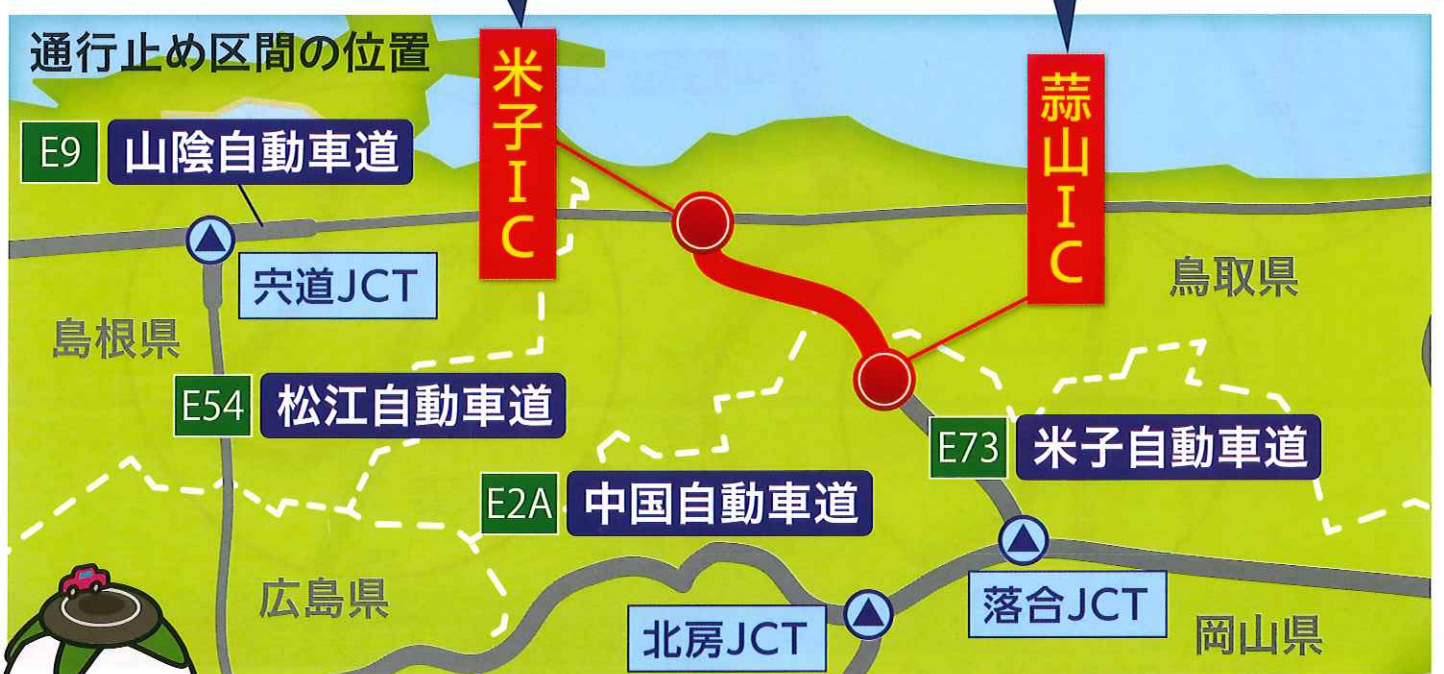 通行止め区間の位置
米子IC
蒜山IC
E9 山陰自動車道
宍道JCT
鳥取県
島根県
E54 松江自動車道
E73 米子自動車道
E2A 中国自動車道
広島県
北房JCT
落合JCT
岡山県